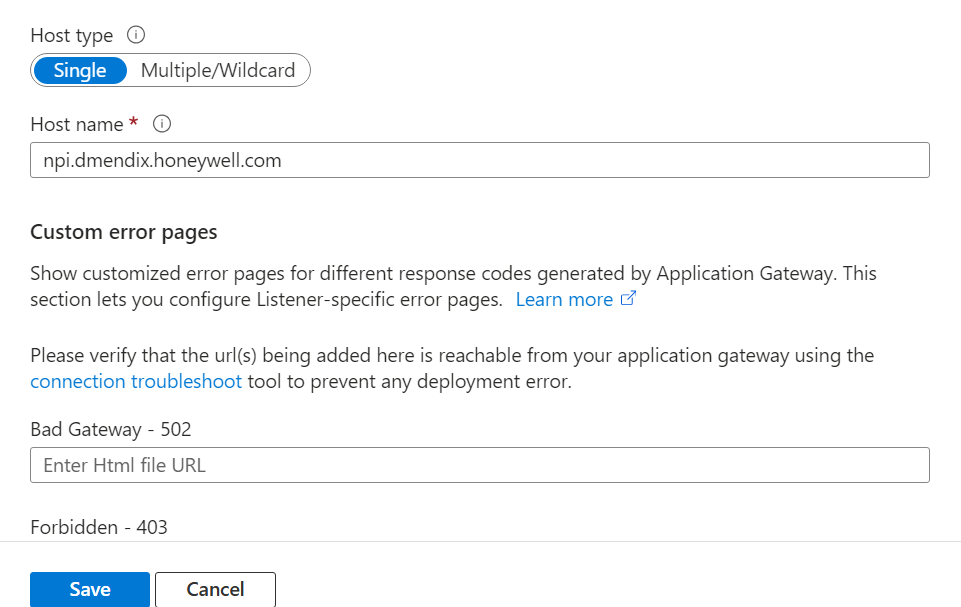 Host type
Single Multiple/Wildcard
Host name *
npi.dmendix.honeywell.com
Custom error pages
Show customized error pages for different response codes generated by Application Gateway. This
section lets you configure Listener-specific error pages. Learn more
Please verify that the url(s) being added here is reachable from your application gateway using the
connection troubleshoot tool to prevent any deployment error.
Bad Gateway - 502
Enter Html file URL
Forbidden - 403
Save Cancel